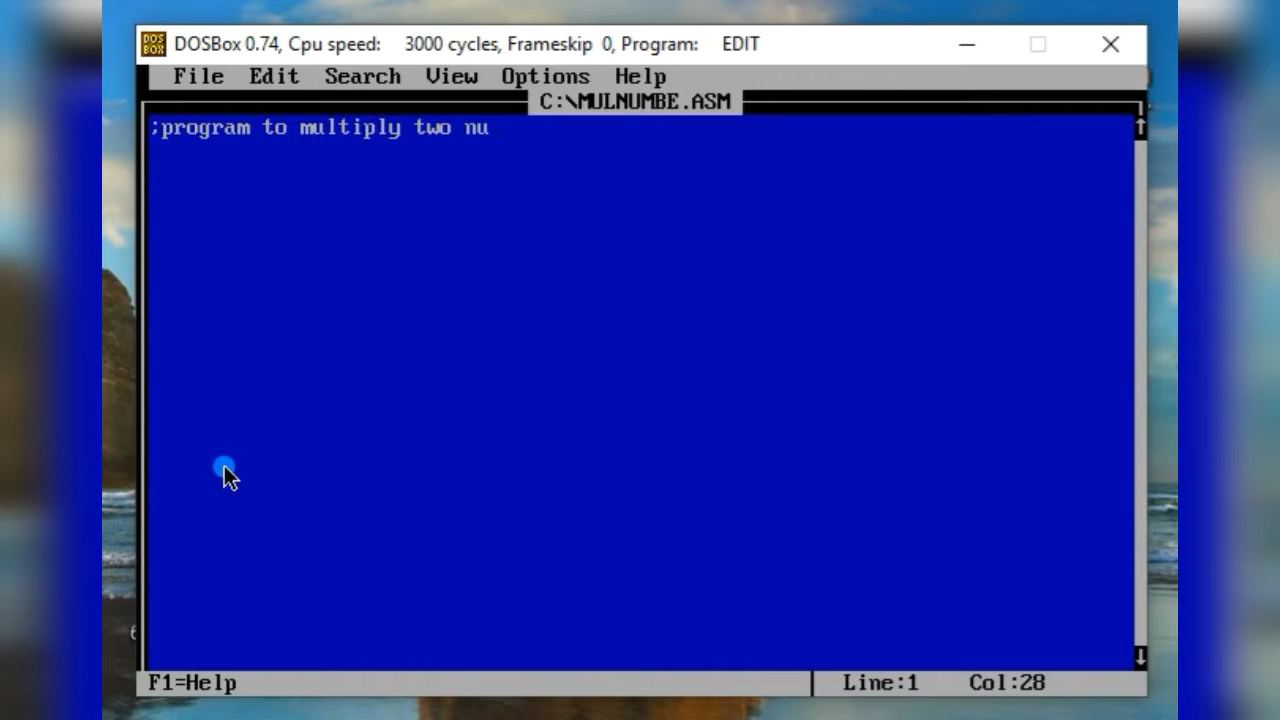 DOSBox 0.74, Cpu speed: 3000 cycles, Frameskip 0, Program: EDIT
File Edit Search View Options Help
C:\MULNUMBE.ASM
;program to multiply two nu
F1=Help Line:1 Col:28